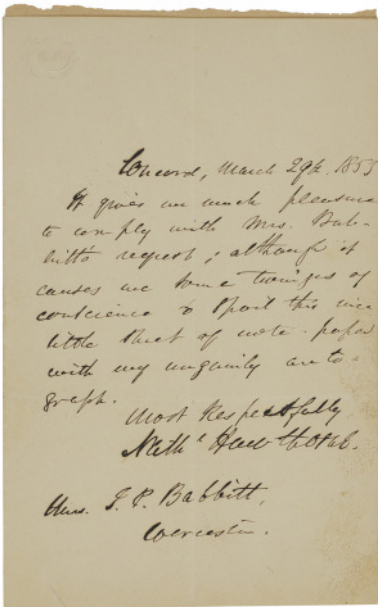 Concord, March 29th. 1853
It gives me much pleasure
to comply with Mrs. Bab-
bitt's request; although it
causes me some twinges of
conscience to spoil this nice
little sheet of note-paper
with my ungainly auto-
graph.
Most Respectfully
Nathl Hawthorne.
Mrs. J. P. Babbitt,
Worcester.